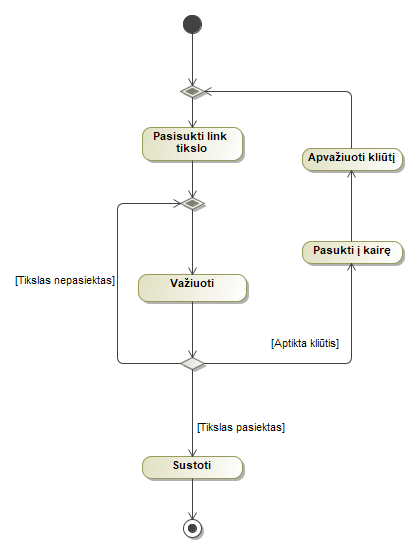 Pasisukti link
tikslo
Apvažiuoti kliūtį
Pasukti į kairę
[Tikslas nepasiektas]
Važiuoti
[Aptikta kliūtis]
[Tikslas pasiektas]
Sustoti